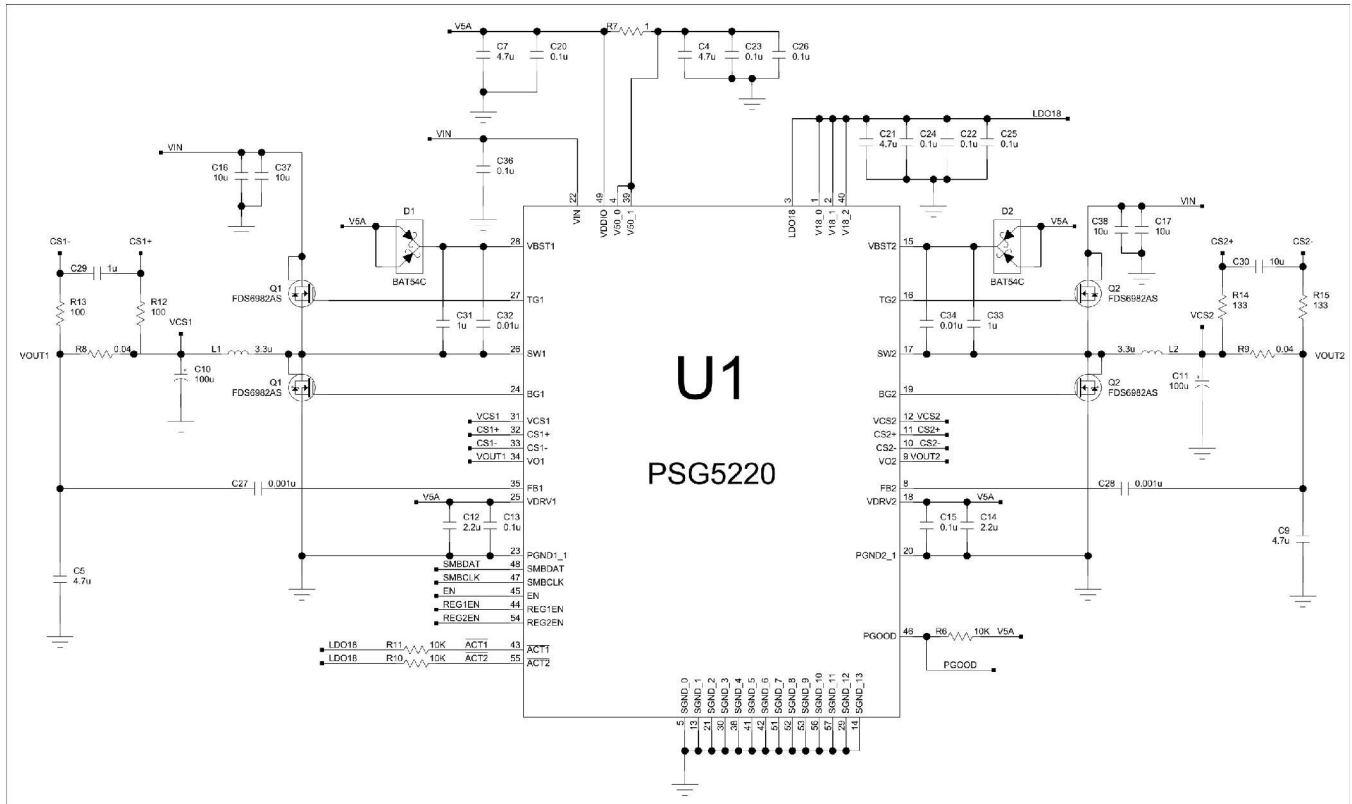 V5A
R7
1
C7
4.7u
C20
0.1u
C4
4.7u
C23
0.1u
C26
0.1u
LDO18
C21
4.7u
C24
0.1u
C22
0.1u
C25
0.1u
VIN
C36
0.1u
VIN
C16
10u
C37
10u
22
49
4
39
3
1
2
40
VIN
VDDIO
V50_0
V50_1
LDO18
V18_0
V18_1
V18_2
D1
V5A
BAT54C
D2
V5A
BAT54C
VIN
C38
10u
C17
10u
CS1-
CS1+
C29
1u
R13
100
R12
100
VCS1
VOUT1
R8
0.04
L1
3.3u
C10
100u
Q1
FDS6982AS
Q1
FDS6982AS
C31
1u
C32
0.01u
28
VBST1
27
TG1
26
SW1
24
BG1
VCS1
31
VCS1
CS1+
32
CS1+
CS1-
33
CS1-
VOUT1
34
VO1
C27
0.001u
35
FB1
V5A
25
VDRV1
C12
2.2u
C13
0.1u
23
PGND1_1
SMBDAT
48
SMBDAT
SMBCLK
47
SMBCLK
EN
45
EN
REG1EN
44
REG1EN
REG2EN
54
REG2EN
LDO18
R11
10K
ACT1
43
ACT1
LDO18
R10
10K
ACT2
55
ACT2
C5
4.7u
U1
PSG5220
VBST2
15
TG2
16
SW2
17
BG2
19
VCS2
12
VCS2
CS2+
11
CS2+
CS2-
10
CS2-
VO2
9
VOUT2
FB2
8
C28
0.001u
VDRV2
18
V5A
C15
0.1u
C14
2.2u
PGND2_1
20
C34
0.01u
C33
1u
Q2
FDS6982AS
Q2
FDS6982AS
CS2+
CS2-
C30
10u
R14
133
R15
133
VCS2
3.3u
L2
R9
0.04
VOUT2
C11
100u
C9
4.7u
PGOOD
46
R6
10K
V5A
PGOOD
SGND_0
SGND_1
SGND_2
SGND_3
SGND_4
SGND_5
SGND_6
SGND_7
SGND_8
SGND_9
SGND_10
SGND_11
SGND_12
SGND_13
5
13
21
30
38
41
42
51
52
53
56
57
29
14